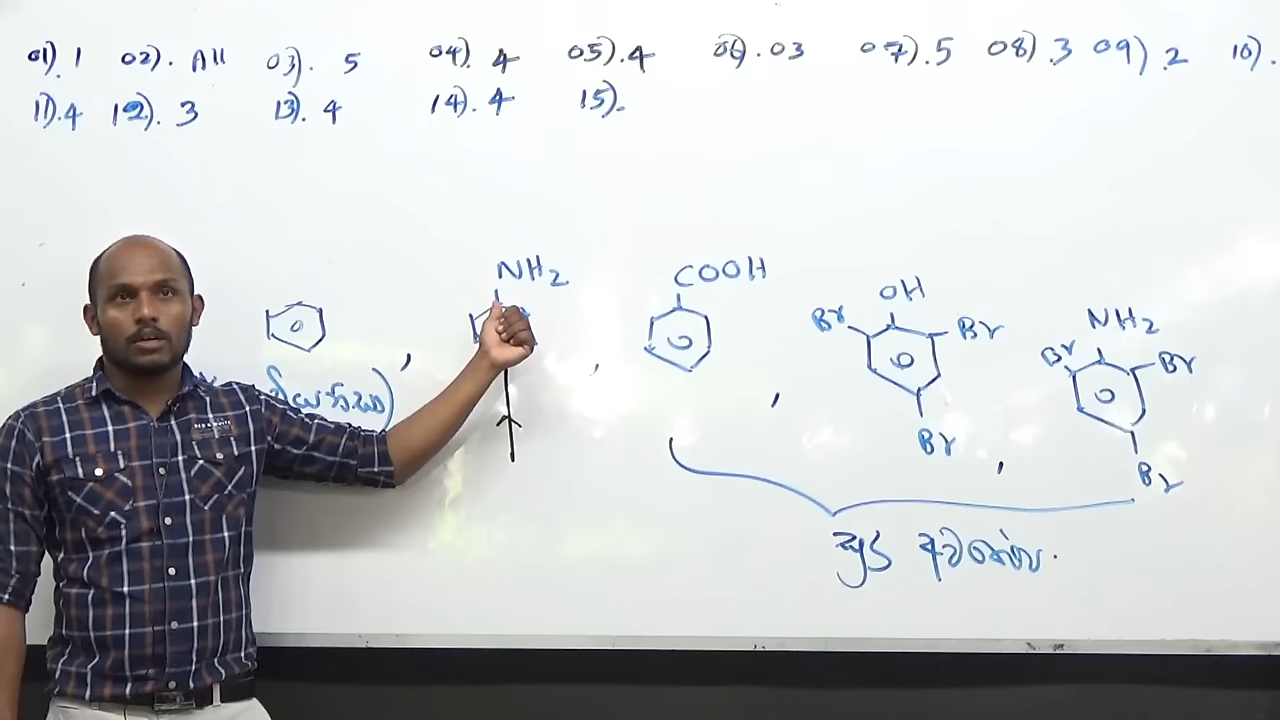 01). 1 02). All 03). 5 04). 4 05). 4 06). 03 07). 5 08). 3 09). 2 10).
11). 4 12). 3 13). 4 14). 4 15).
NH2 COOH OH NH2
Br Br Br Br
, , , ,
Br Br
සුදු අවක්ෂේප.